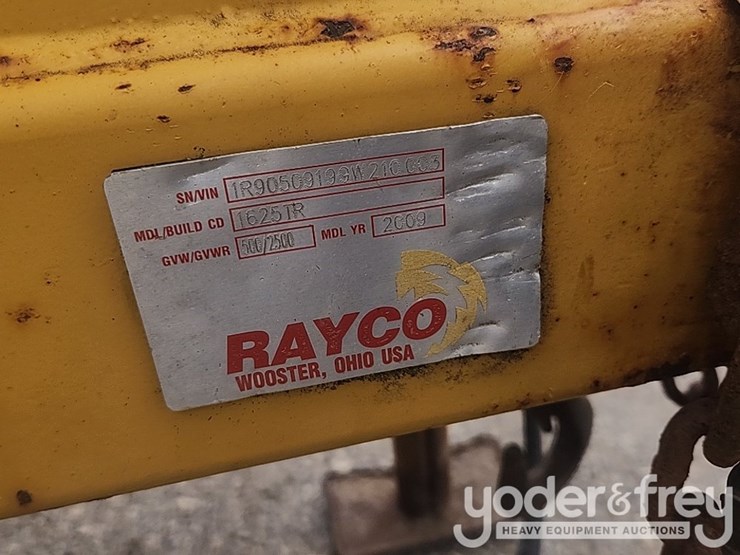 SN/VIN
MDL/BUILD CD 1625TR
GVW/GVWR 500/2500 MDL YR 2009
RAYCO
WOOSTER, OHIO USA
yoder&frey
HEAVY EQUIPMENT AUCTIONS